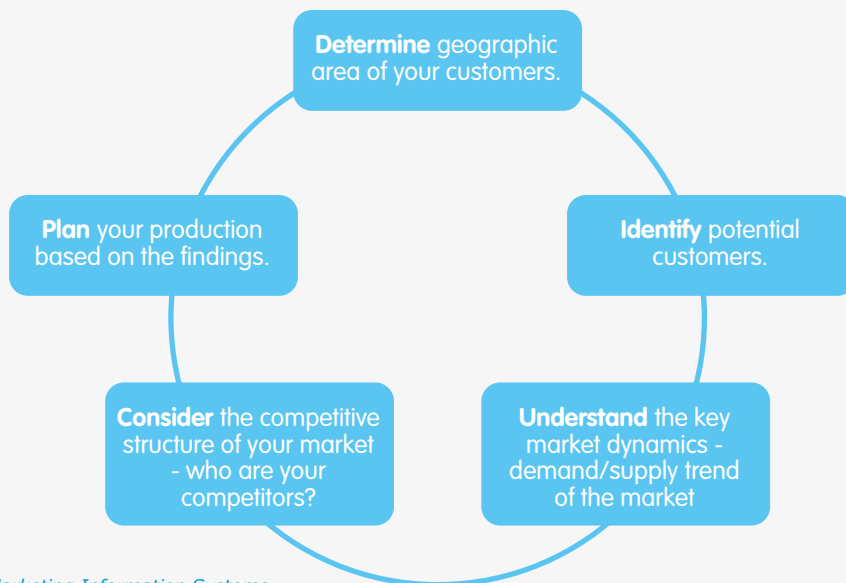 Determine geographic
area of your customers.
Identify potential
customers.
Understand the key
market dynamics -
demand/supply trend
of the market
Consider the competitive
structure of your market
- who are your
competitors?
Plan your production
based on the findings.
Information Systems